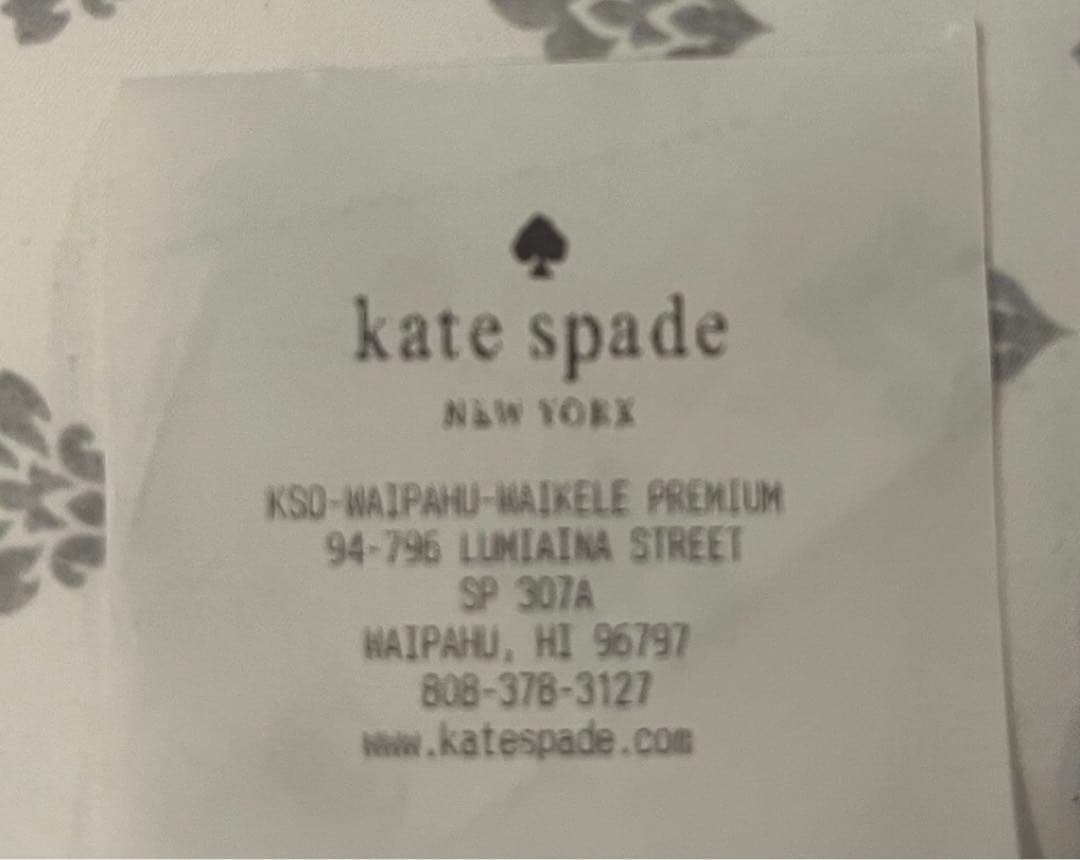 kate spade
NEW YORK
KSO-WAIPAHU-WAIKELE PREMIUM
94-796 LUMIAINA STREET
SP 307A
WAIPAHU, HI 96797
808-378-3127
www.katespade.com